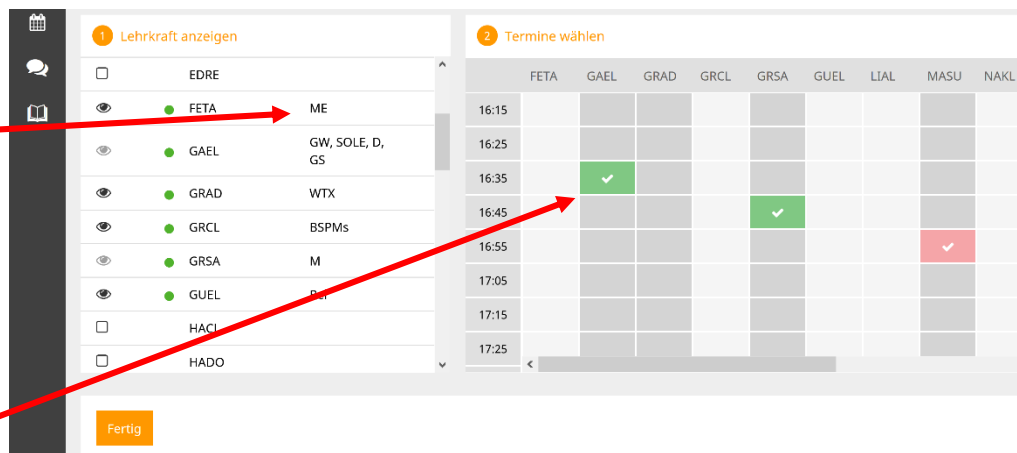 1 Lehrkraft anzeigen
EDRE
FETA ME
GAEL GW, SOLE, D,
GS
GRAD WTX
GRCL BSPMs
GRSA M
GUEL
HACL
HADO
2 Termine wählen
FETA GAEL GRAD GRCL GRSA GUEL LIAL MASU NAKL
16:15
16:25
16:35
16:45
16:55
17:05
17:15
17:25
Fertig